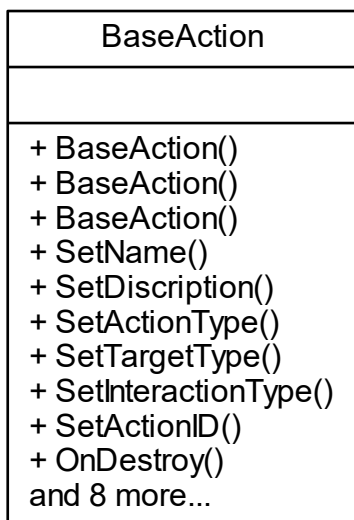 BaseAction
+ BaseAction()
+ BaseAction()
+ BaseAction()
+ SetName()
+ SetDiscription()
+ SetActionType()
+ SetTargetType()
+ SetInteractionType()
+ SetActionID()
+ OnDestroy()
and 8 more...